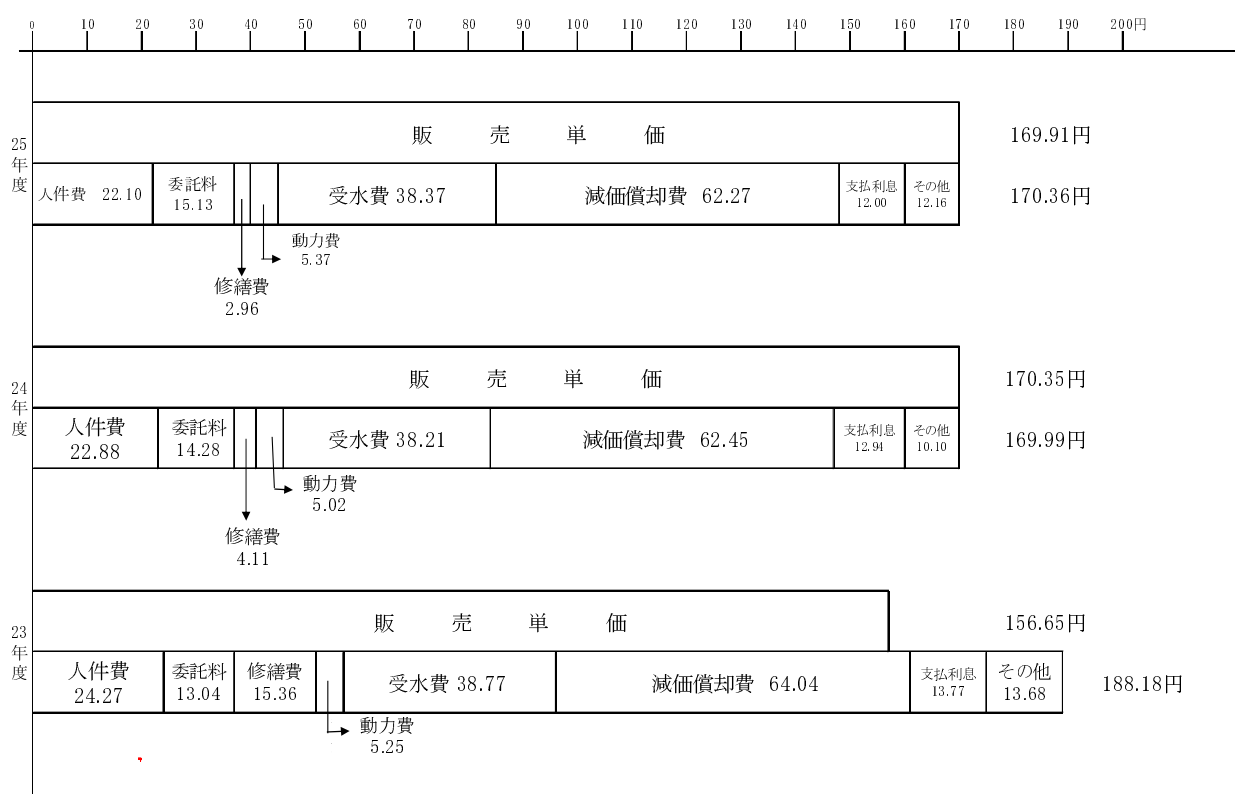 0 10 20 30 40 50 60 70 80 90 100 110 120 130 140 150 160 170 180 190 200円
25年度
販売単価 169.91円
人件費 22.10
委託料
15.13
受水費 38.37
減価償却費 62.27
支払利息
12.00
その他
12.16
170.36円
動力費
5.37
修繕費
2.96
24年度
販売単価 170.35円
人件費
22.88
委託料
14.28
受水費 38.21
減価償却費 62.45
支払利息
12.94
その他
10.10
169.99円
動力費
5.02
修繕費
4.11
23年度
販売単価 156.65円
人件費
24.27
委託料
13.04
修繕費
15.36
受水費 38.77
減価償却費 64.04
支払利息
13.77
その他
13.68
188.18円
動力費
5.25